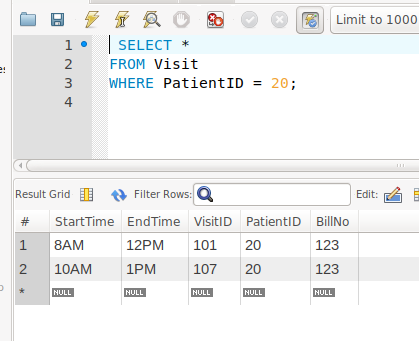 Limit to 1000
1 SELECT *
2 FROM Visit
3 WHERE PatientID = 20;
4
Result Grid Filter Rows: Edit:
# StartTime EndTime VisitID PatientID BillNo
1 8AM 12PM 101 20 123
2 10AM 1PM 107 20 123
* NULL NULL NULL NULL NULL